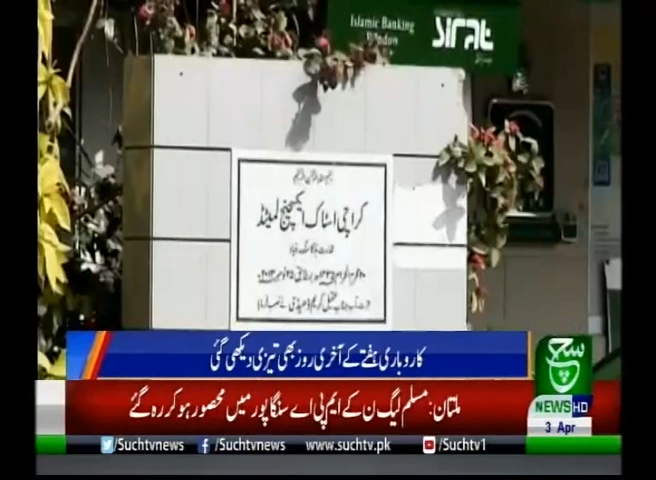 Islamic Banking
Window
sirat
کراچی اسٹاک ایکسچینج لمیٹڈ
کاروباری ہفتے کے آخری روز بھی تیزی دیکھی گئی
ملتان: مسلم لیگ ن کے ایم پی اے سنگاپور میں محصور ہو کر رہ گئے
سچ
NEWS HD
3 Apr
/Suchtvnews
/Suchtvnews
www.suchtv.pk
/Suchtv1